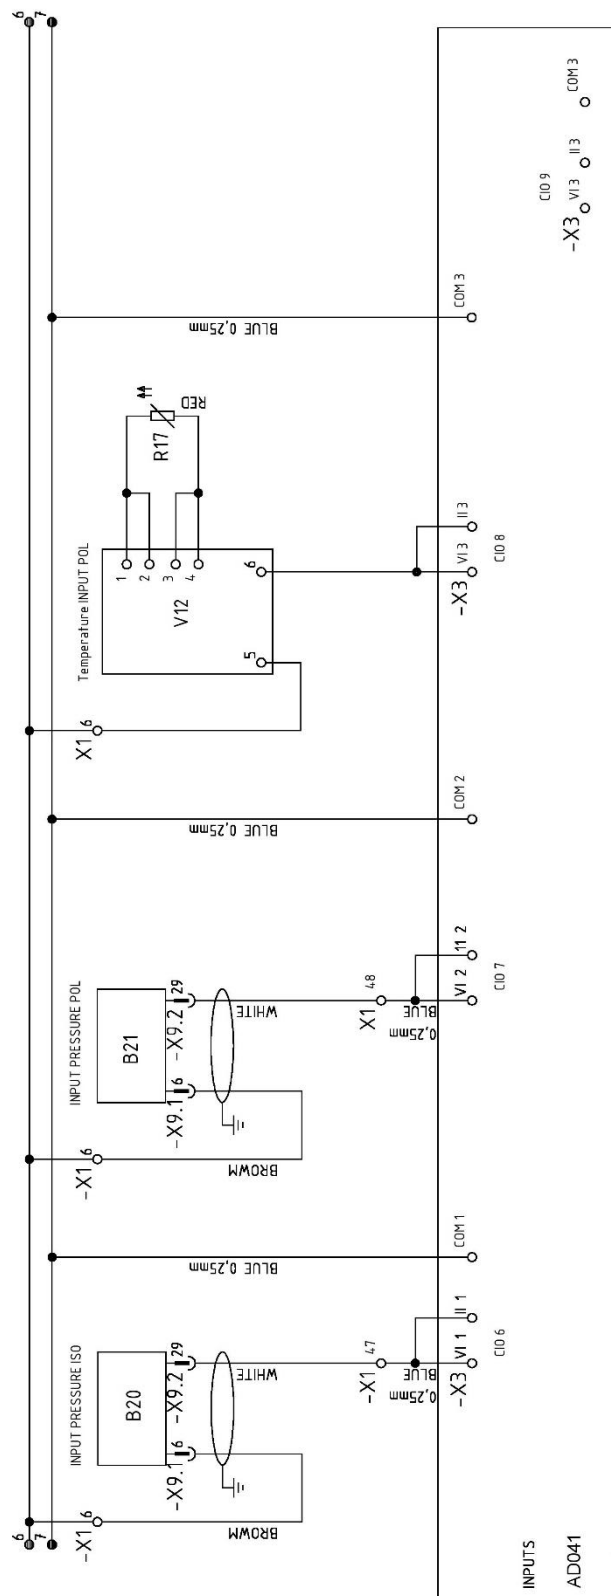 6
7
-X1 6
BROWM
INPUT PRESSURE ISO
B20
-X9.1 6
-X9.2 29
WHITE
-X1 47
BLUE
0,25mm
-X3
VI 1
II 1
CIO 6
BLUE 0,25mm
COM 1
-X1 6
BROWM
INPUT PRESSURE POL
B21
-X9.1 6
-X9.2 29
WHITE
X1 48
BLUE
0,25mm
VI 2
11 2
CIO 7
BLUE 0,25mm
COM 2
X1 6
Temperature INPUT POL
V12
1
2
3
4
5
6
R17
RED
-X3
VI 3
II 3
CIO 8
BLUE 0,25mm
COM 3
CIO 9
-X3
VI 3
II 3
COM 3
6
7
INPUTS
AD041